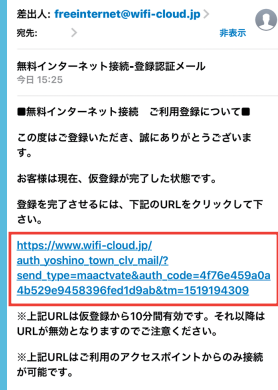 差出人: freeinternet@wifi-cloud.jp >
宛先: > 非表示
無料インターネット接続-登録認証メール
今日 15:25
■無料インターネット接続 ご利用登録について■
この度はご登録いただき、誠にありがとうございま
す。
お客様は現在、仮登録が完了した状態です。
登録を完了させるには、下記のURLをクリックして下
さい。
https://www.wifi-cloud.jp/
auth_yoshino_town_clv_mail/?
send_type=maactvate&auth_code=4f76e459a0a
4b529e9458396fed1d9ab&tm=1519194309
※上記URLは仮登録から10分間有効です。それ以降は
URLが無効となりますのでご注意ください。
※上記URLはご利用のアクセスポイントからのみ接続
が可能です。